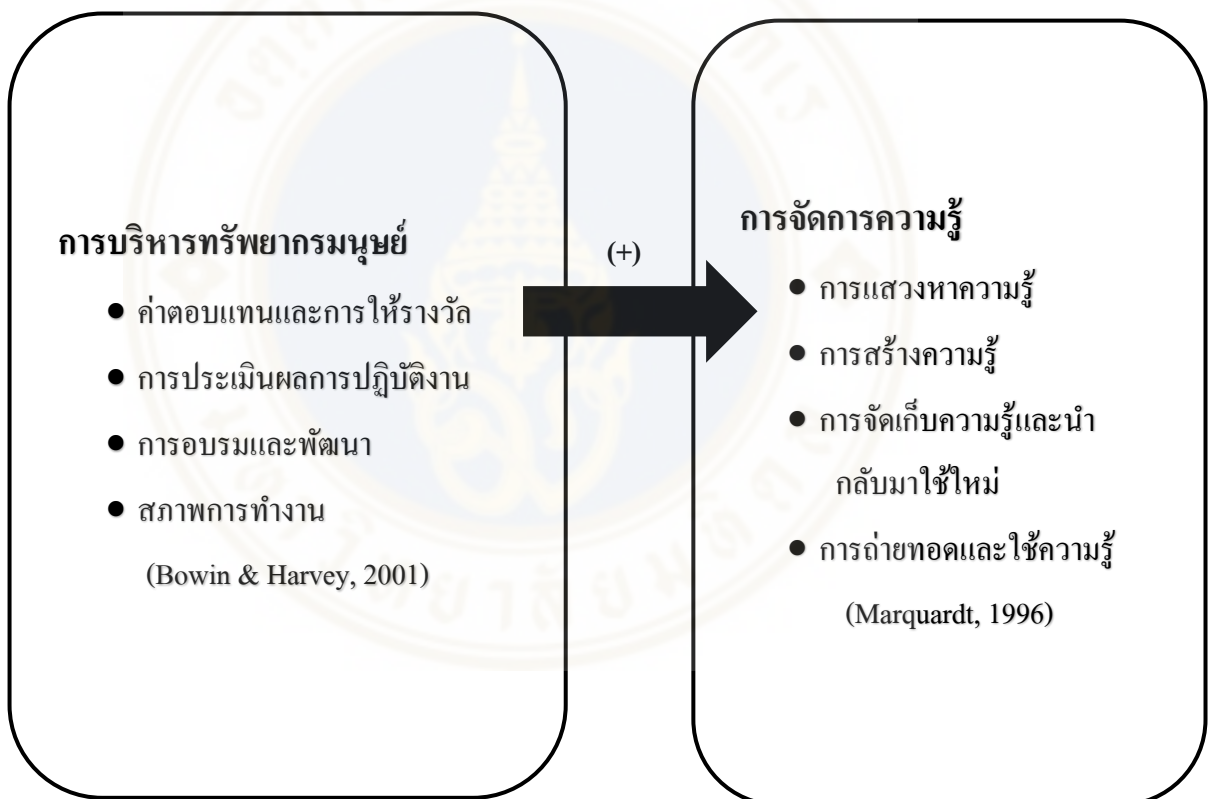 การบริหารทรัพยากรมนุษย์
● ค่าตอบแทนและการให้รางวัล
● การประเมินผลการปฏิบัติงาน
● การอบรมและพัฒนา
● สภาพการทำงาน
(Bowin & Harvey, 2001)
(+)
การจัดการความรู้
● การแสวงหาความรู้
● การสร้างความรู้
● การจัดเก็บความรู้และนำ
กลับมาใช้ใหม่
● การถ่ายทอดและใช้ความรู้
(Marquardt, 1996)